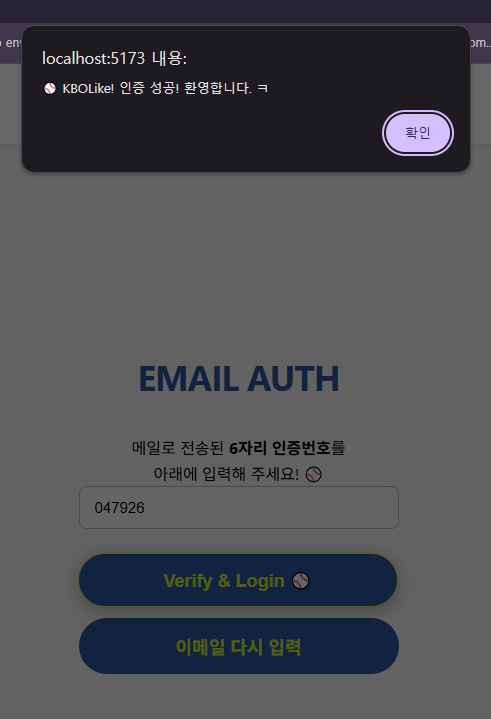 localhost:5173 내용:
⚾ KBOLike! 인증 성공! 환영합니다. ㅋ
확인
EMAIL AUTH
메일로 전송된 6자리 인증번호를
아래에 입력해 주세요! ⚾
047926
Verify & Login ⚾
이메일 다시 입력